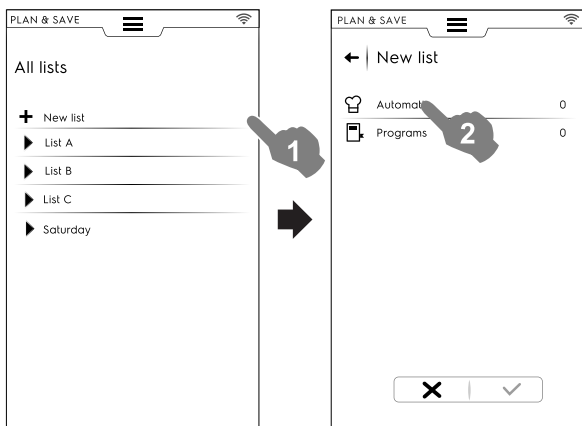 PLAN & SAVE
All lists
New list
List A
List B
List C
Saturday
1
PLAN & SAVE
New list
0
Programs 0
2